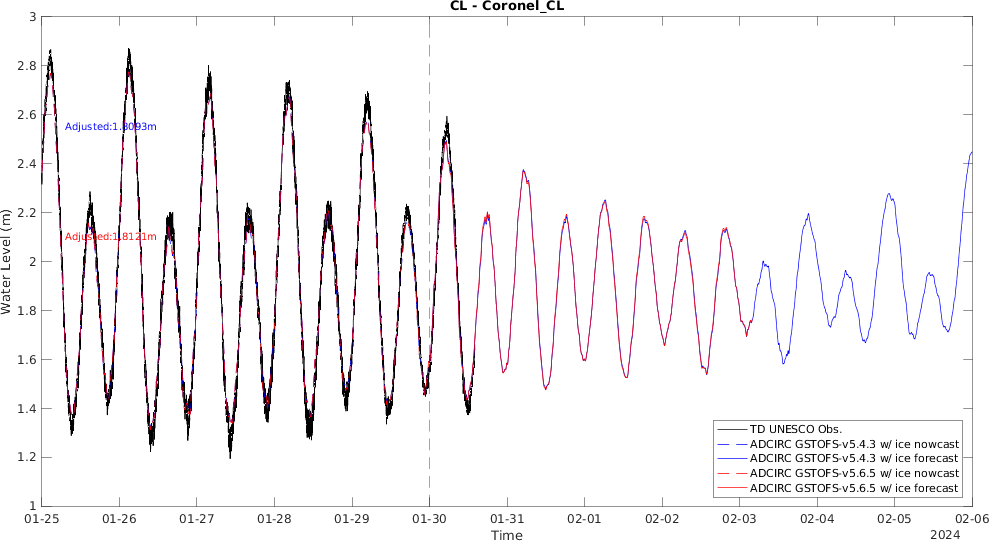 CL - Coronel_CL
3
2.8
2.6
2.4
2.2
2
1.8
1.6
1.4
1.2
1
Water Level (m)
Adjusted:1.8093m
Adjusted:1.8121m
TD UNESCO Obs.
ADCIRC GSTOFS-v5.4.3 w/ ice nowcast
ADCIRC GSTOFS-v5.4.3 w/ ice forecast
ADCIRC GSTOFS-v5.6.5 w/ ice nowcast
ADCIRC GSTOFS-v5.6.5 w/ ice forecast
01-25 01-26 01-27 01-28 01-29 01-30 01-31 02-01 02-02 02-03 02-04 02-05 02-06
Time
2024